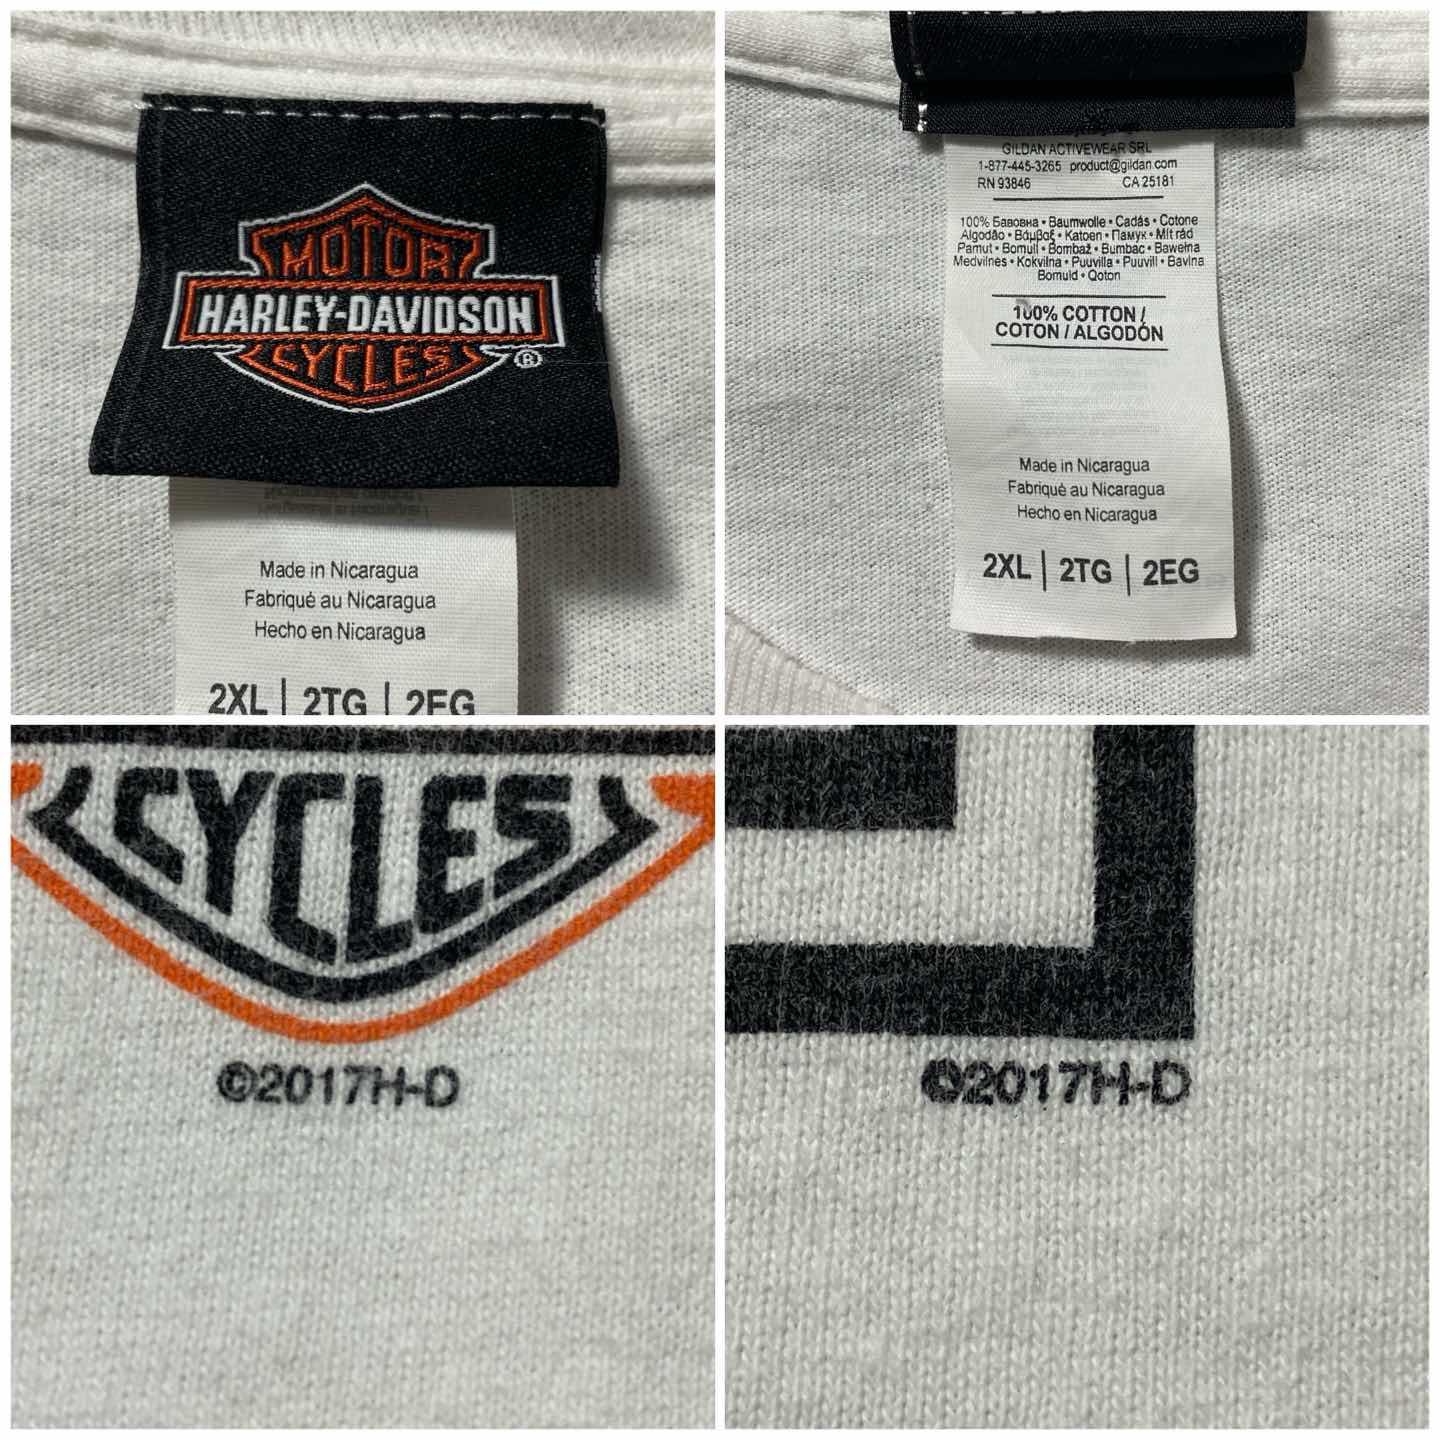 MOTOR
HARLEY-DAVIDSON
CYCLES ®
Made in Nicaragua
Fabriqué au Nicaragua
Hecho en Nicaragua
2XL | 2TG | 2EG
GILDAN ACTIVEWEAR SRL
1-877-445-3265 product@gildan.com
RN 93846 CA 25181
100% Бавовна • Baumwolle • Cadás • Cotone
Algodão • Βάμβαξ • Katoen • Памук • Mit rád
Pamut • Bomull • Bombaž • Bumbac • Bawełna
Medvilnes • Kokvilna • Puuvilla • Puuvill • Bavlna
Bomuld • Qoton
100% COTTON /
COTON / ALGODÓN
Made in Nicaragua
Fabriqué au Nicaragua
Hecho en Nicaragua
2XL | 2TG | 2EG
CYCLES
©2017H-D
©2017H-D